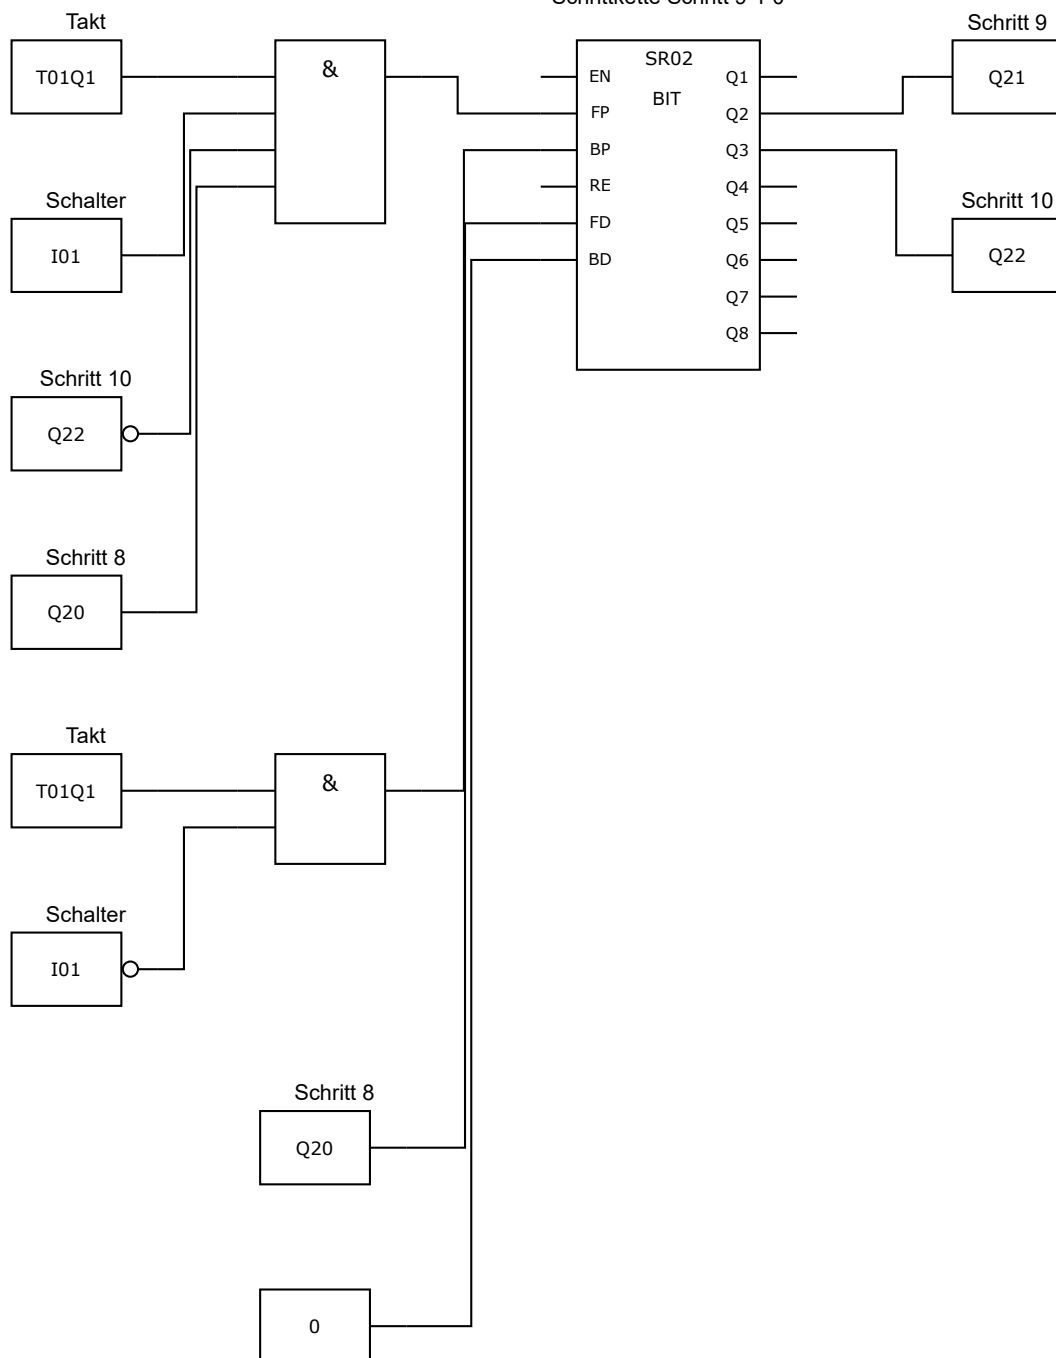 Takt
T01Q1
&
Schalter
I01
Schritt 10
Q22
Schritt 8
Q20
SR02
BIT
EN
FP
BP
RE
FD
BD
Q1
Q2
Q3
Q4
Q5
Q6
Q7
Q8
Schritt 9
Q21
Schritt 10
Q22
Takt
T01Q1
&
Schalter
I01
Schritt 8
Q20
0